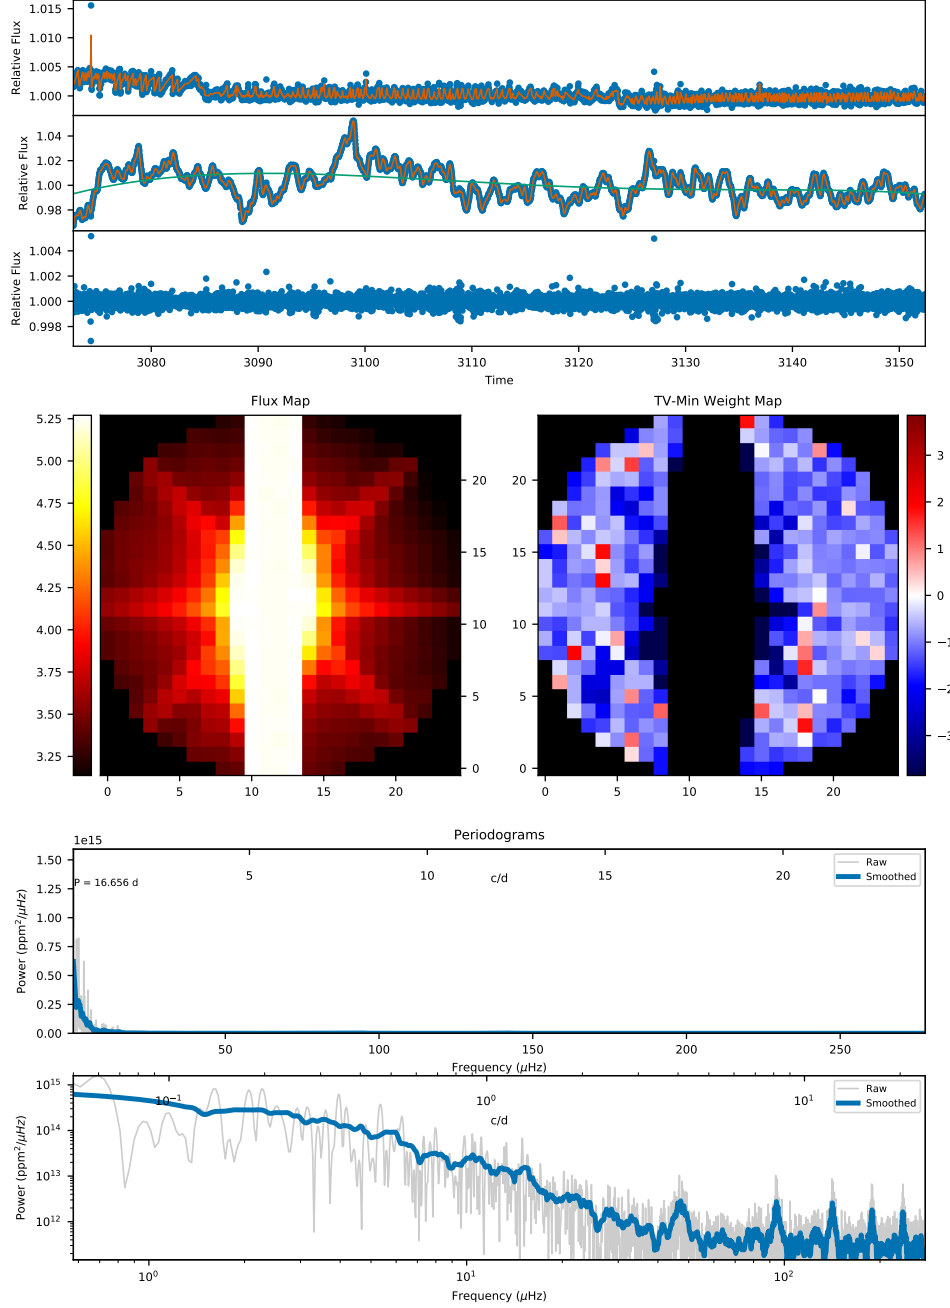 1.015
1.010
1.005
1.000
Relative Flux
1.04
1.02
1.00
0.98
Relative Flux
1.004
1.002
1.000
0.998
Relative Flux
3080 3090 3100 3110 3120 3130 3140 3150
Time
Flux Map
5.25
5.00
4.75
4.50
4.25
4.00
3.75
3.50
3.25
20
15
10
5
0
0 5 10 15 20
TV-Min Weight Map
20
15
10
5
0
0 5 10 15 20
3
2
1
0
−1
−2
−3
Periodograms
1e15
1.50
1.25
1.00
0.75
0.50
0.25
0.00
Power (ppm²/μHz)
5 10 15 20
c/d
P = 16.656 d
Raw
Smoothed
50 100 150 200 250
Frequency (μHz)
10¹⁵
10¹⁴
10¹³
10¹²
Power (ppm²/μHz)
10⁻¹ 10⁰ 10¹
c/d
Raw
Smoothed
10⁰ 10¹ 10²
Frequency (μHz)